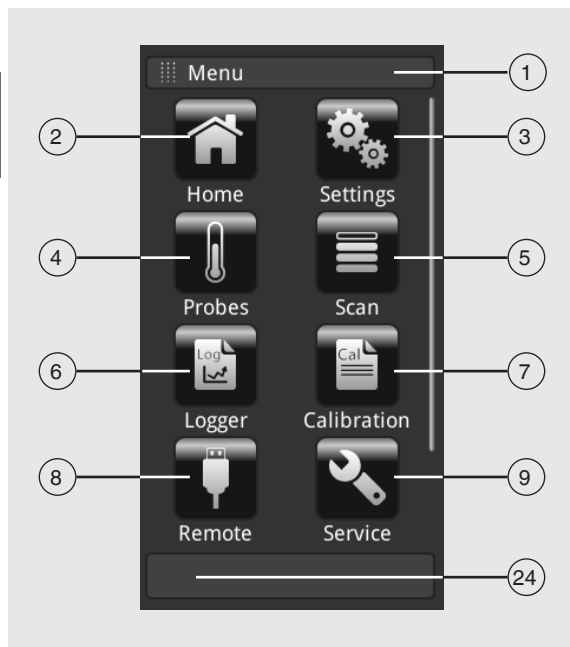 Menu
1
2
3
Home
Settings
4
5
Probes
Scan
Log
Cal
6
7
Logger
Calibration
8
9
Remote
Service
24